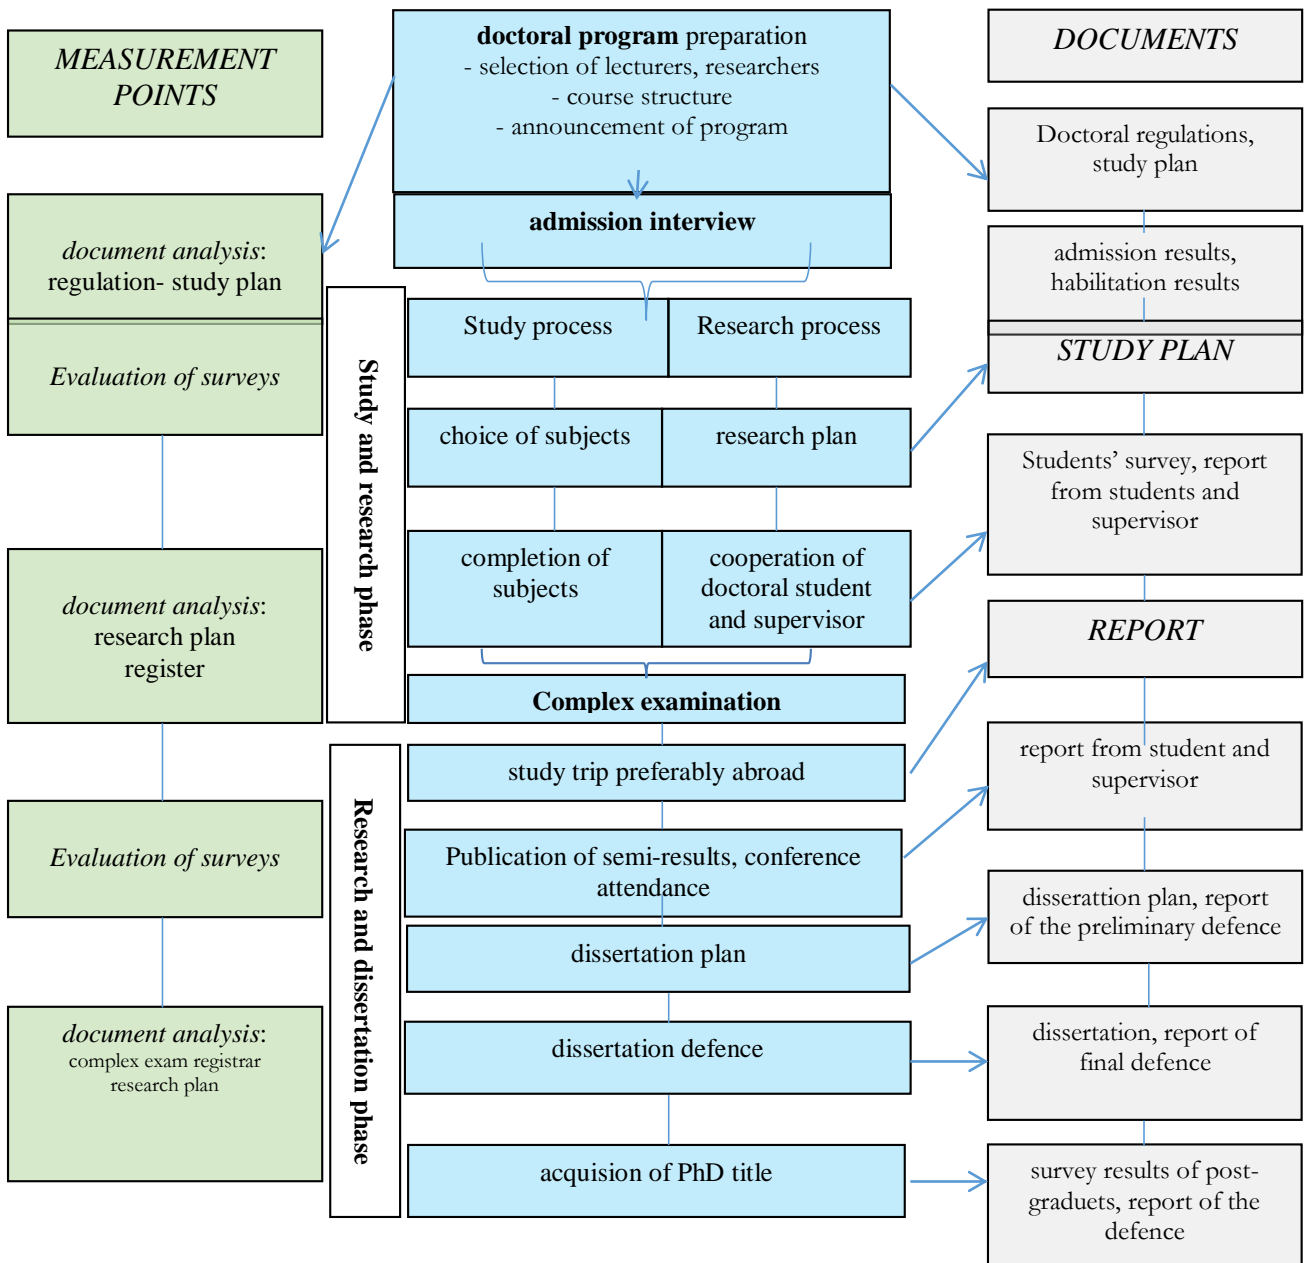 MEASUREMENT
POINTS
document analysis:
regulation- study plan
Evaluation of surveys
document analysis:
research plan
register
Evaluation of surveys
document analysis:
complex exam registrar
research plan
doctoral program preparation
- selection of lecturers, researchers
- course structure
- announcement of program
admission interview
Study and research phase
Study process
Research process
choice of subjects
research plan
completion of
subjects
cooperation of
doctoral student
and supervisor
Complex examination
Research and dissertation phase
study trip preferably abroad
Publication of semi-results, conference
attendance
dissertation plan
dissertation defence
acquision of PhD title
DOCUMENTS
Doctoral regulations,
study plan
admission results,
habilitation results
STUDY PLAN
Students’ survey, report
from students and
supervisor
REPORT
report from student and
supervisor
disserattion plan, report
of the preliminary defence
dissertation, report of
final defence
survey results of post-
graduets, report of the
defence